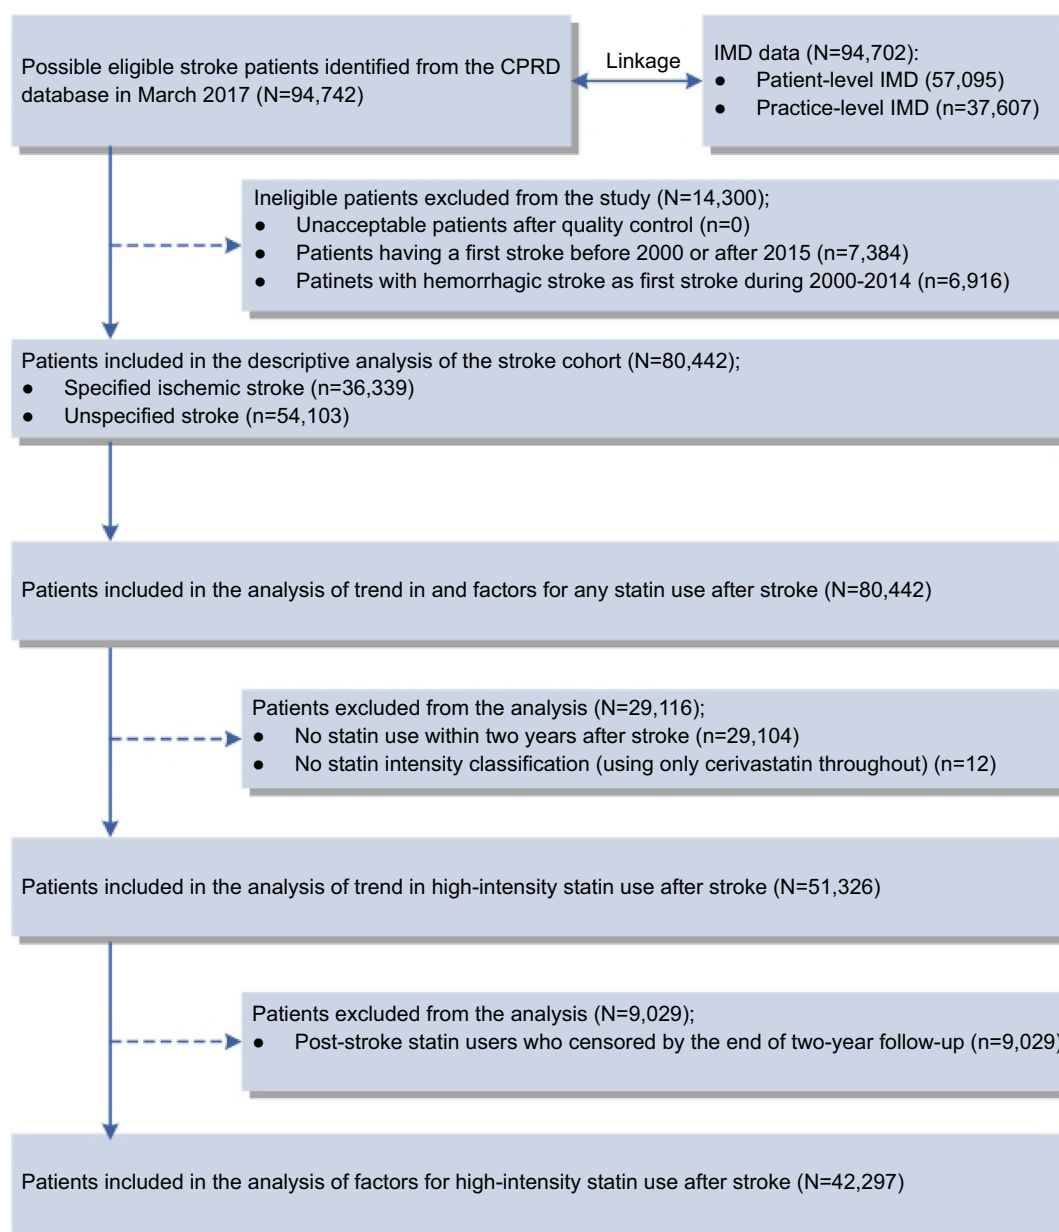 Possible eligible stroke patients identified from the CPRD
database in March 2017 (N=94,742)
Linkage
IMD data (N=94,702):
● Patient-level IMD (57,095)
● Practice-level IMD (n=37,607)
Ineligible patients excluded from the study (N=14,300);
● Unacceptable patients after quality control (n=0)
● Patients having a first stroke before 2000 or after 2015 (n=7,384)
● Patinets with hemorrhagic stroke as first stroke during 2000-2014 (n=6,916)
Patients included in the descriptive analysis of the stroke cohort (N=80,442);
● Specified ischemic stroke (n=36,339)
● Unspecified stroke (n=54,103)
Patients included in the analysis of trend in and factors for any statin use after stroke (N=80,442)
Patients excluded from the analysis (N=29,116);
● No statin use within two years after stroke (n=29,104)
● No statin intensity classification (using only cerivastatin throughout) (n=12)
Patients included in the analysis of trend in high-intensity statin use after stroke (N=51,326)
Patients excluded from the analysis (N=9,029);
● Post-stroke statin users who censored by the end of two-year follow-up (n=9,029)
Patients included in the analysis of factors for high-intensity statin use after stroke (N=42,297)